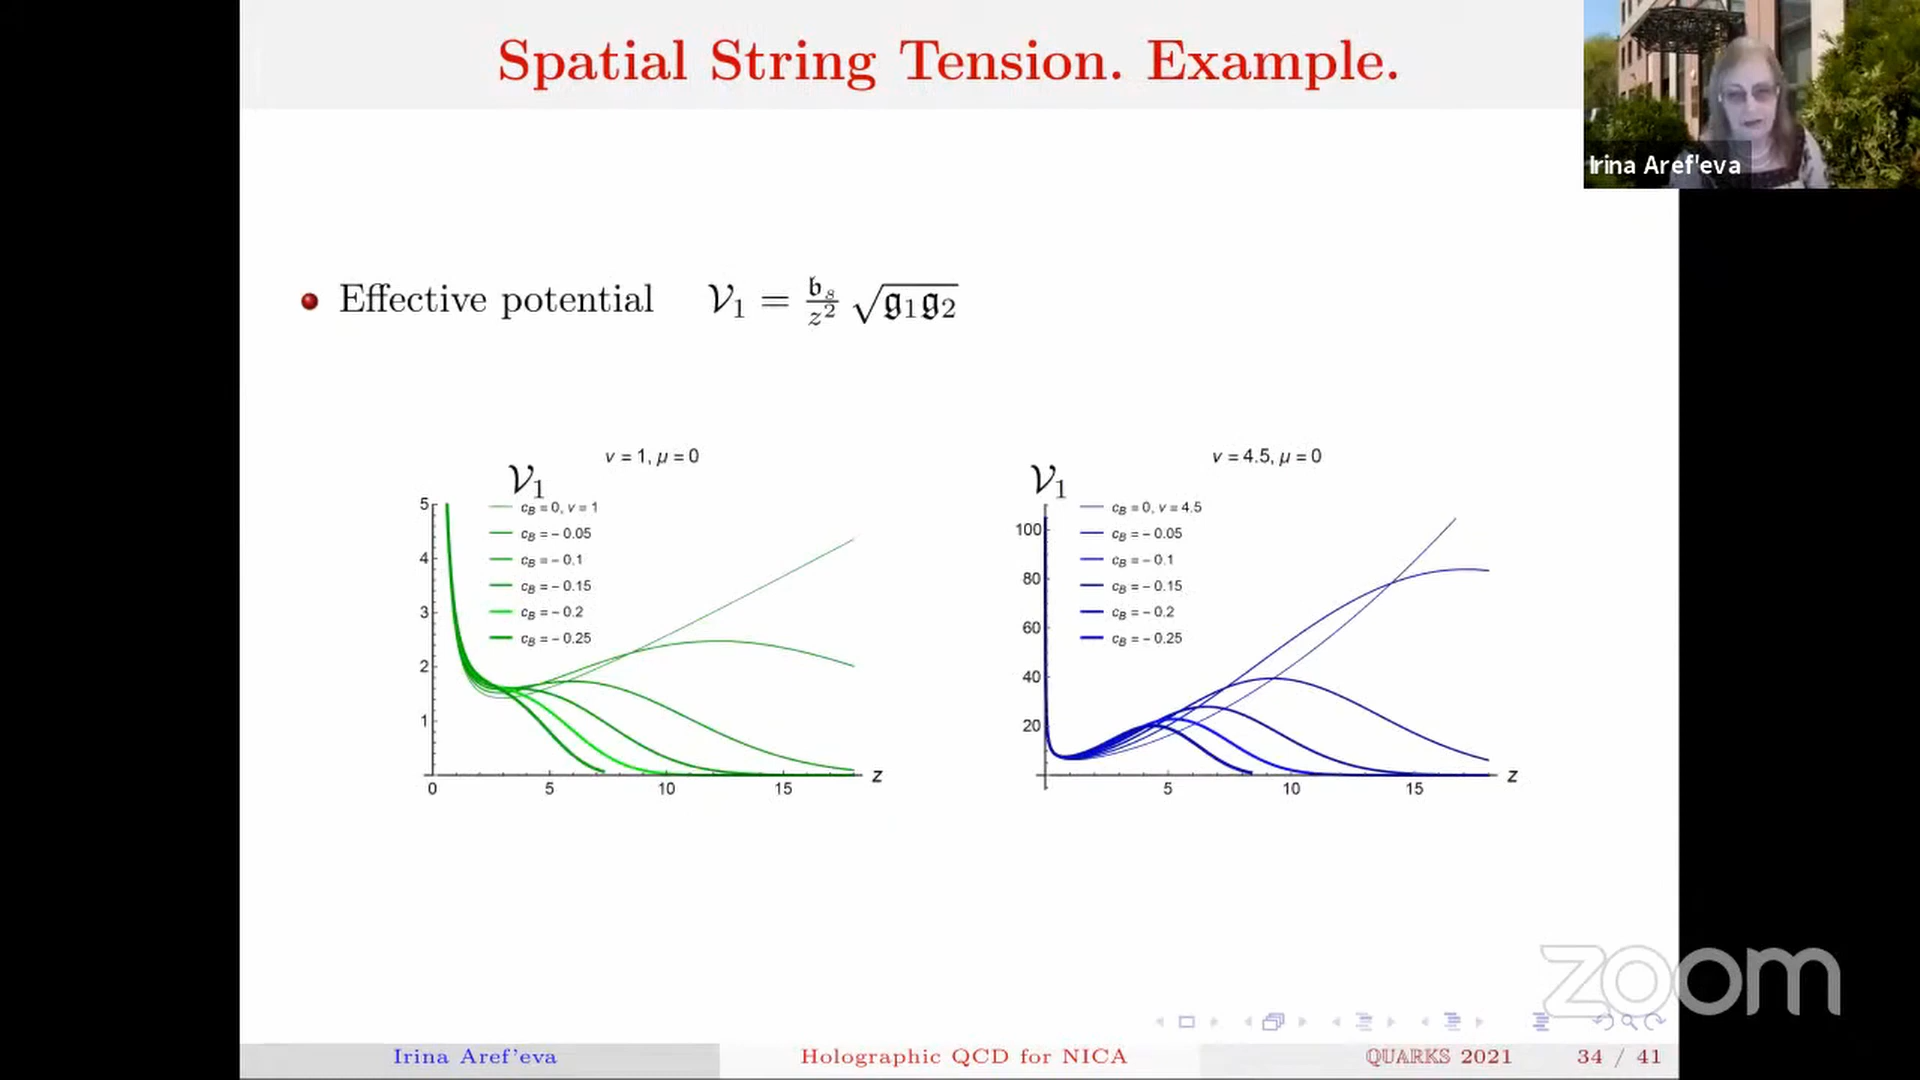 Spatial String Tension. Example.
Irina Aref'eva
Effective potential 𝒱₁ = 𝔟ₛ/z² √𝔤₁𝔤₂
𝒱₁
ν = 1, μ = 0
5
4
3
2
1
c_B = 0, ν = 1
c_B = − 0.05
c_B = − 0.1
c_B = − 0.15
c_B = − 0.2
c_B = − 0.25
0 5 10 15 z
𝒱₁
ν = 4.5, μ = 0
100
80
60
40
20
c_B = 0, ν = 4.5
c_B = − 0.05
c_B = − 0.1
c_B = − 0.15
c_B = − 0.2
c_B = − 0.25
5 10 15 z
zoom
Irina Aref'eva Holographic QCD for NICA QUARKS 2021 34 / 41